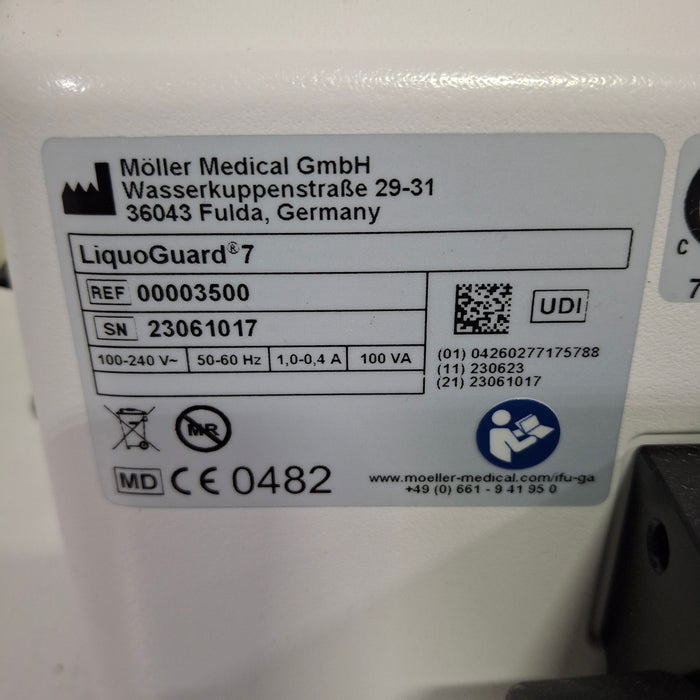 Möller Medical GmbH
Wasserkuppenstraße 29-31
36043 Fulda, Germany
LiquoGuard®7
REF 00003500
SN 23061017
100-240 V~ 50-60 Hz 1,0-0,4 A 100 VA
UDI
(01) 04260277175788
(11) 230623
(21) 23061017
MR
MD CE 0482
www.moeller-medical.com/ifu-ga
+49 (0) 661 - 9 41 95 0
C
7